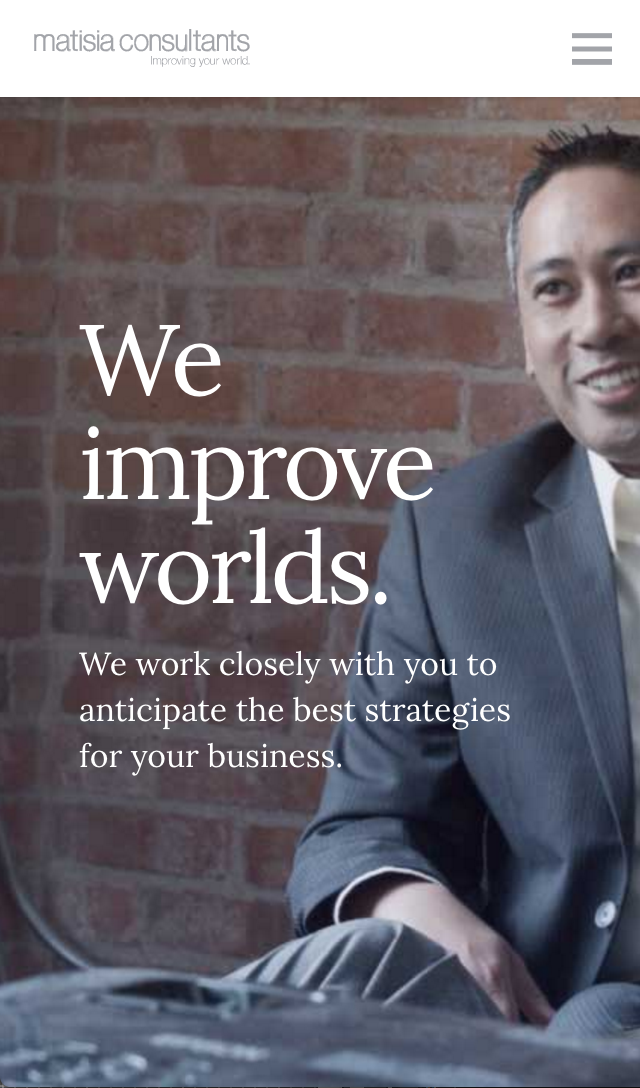 matisia consultants
Improving your world.
We
improve
worlds.
We work closely with you to
anticipate the best strategies
for your business.